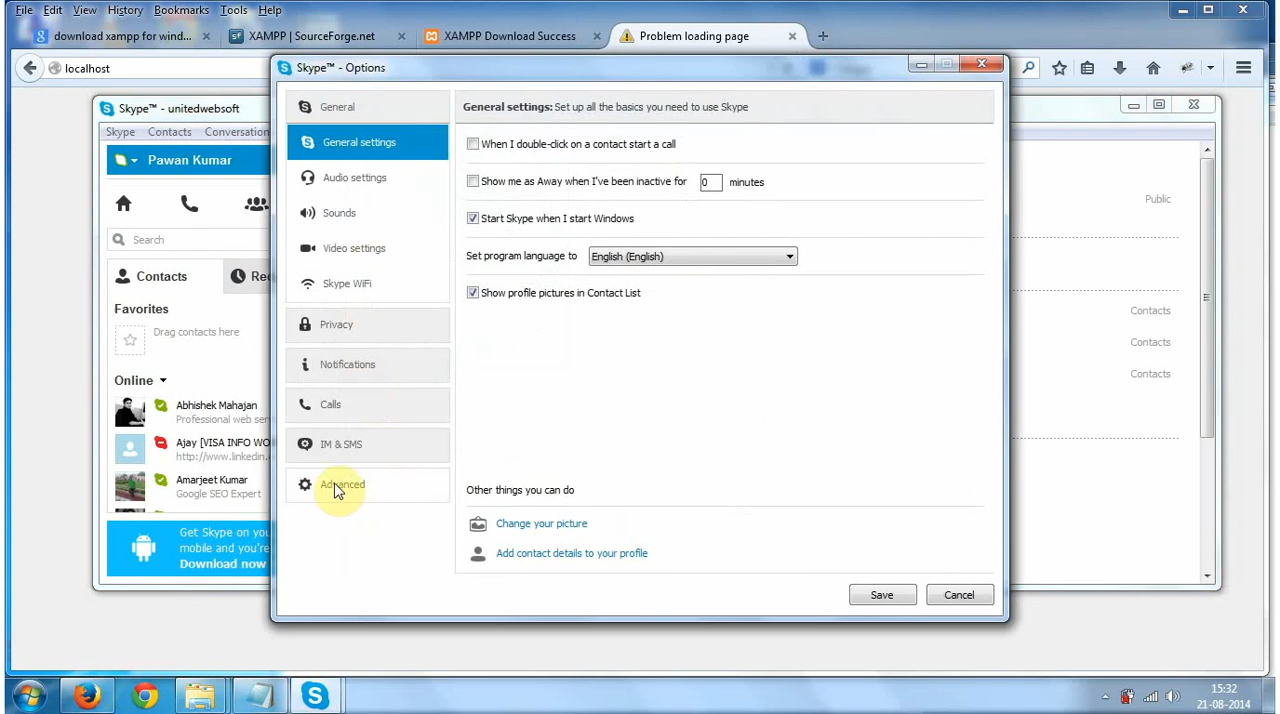 File Edit View History Bookmarks Tools Help
download xampp for wind...
XAMPP | SourceForge.net
XAMPP Download Success
Problem loading page
localhost
Skype™ - unitedwebsoft
Skype Contacts Conversation
Pawan Kumar
Search
Contacts
Rec
Favorites
Drag contacts here
Online
Abhishek Mahajan
Professional web serv
Ajay [VISA INFO WO
http://www.linkedin.c
Amarjeet Kumar
Google SEO Expert
Get Skype on you
mobile and you're
Download now
Skype™ - Options
General
General settings
Audio settings
Sounds
Video settings
Skype WiFi
Privacy
Notifications
Calls
IM & SMS
Advanced
General settings: Set up all the basics you need to use Skype
When I double-click on a contact start a call
Show me as Away when I've been inactive for 0 minutes
Start Skype when I start Windows
Set program language to English (English)
Show profile pictures in Contact List
Other things you can do
Change your picture
Add contact details to your profile
Save Cancel
Public
Contacts
Contacts
Contacts
15:32
21-08-2014